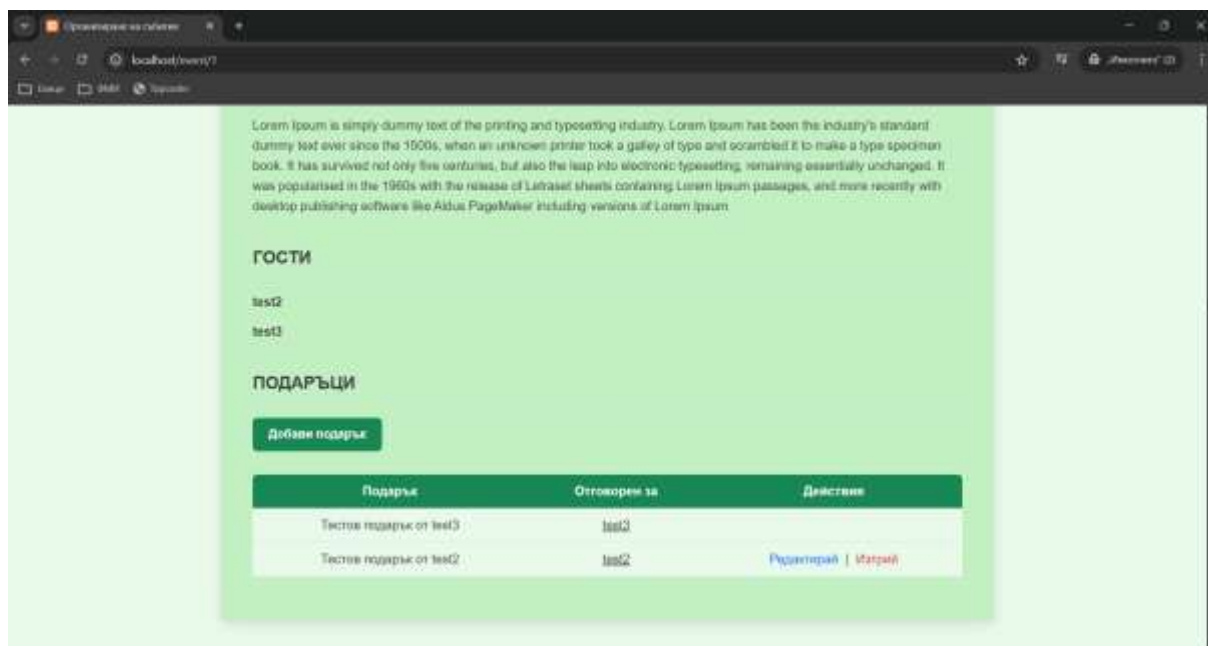 Организиране на събития
localhost/event/1
Lorem Ipsum is simply dummy text of the printing and typesetting industry. Lorem Ipsum has been the industry's standard
dummy text ever since the 1500s, when an unknown printer took a galley of type and scrambled it to make a type specimen
book. It has survived not only five centuries, but also the leap into electronic typesetting, remaining essentially unchanged. It
was popularised in the 1960s with the release of Letraset sheets containing Lorem Ipsum passages, and more recently with
desktop publishing software like Aldus PageMaker including versions of Lorem Ipsum
ГОСТИ
test2
test3
ПОДАРЪЦИ
Добави подарък
Подарък Отговорен за Действия
Тестов подарък от test3 test3
Тестов подарък от test2 test2 Редактирай | Изтрий